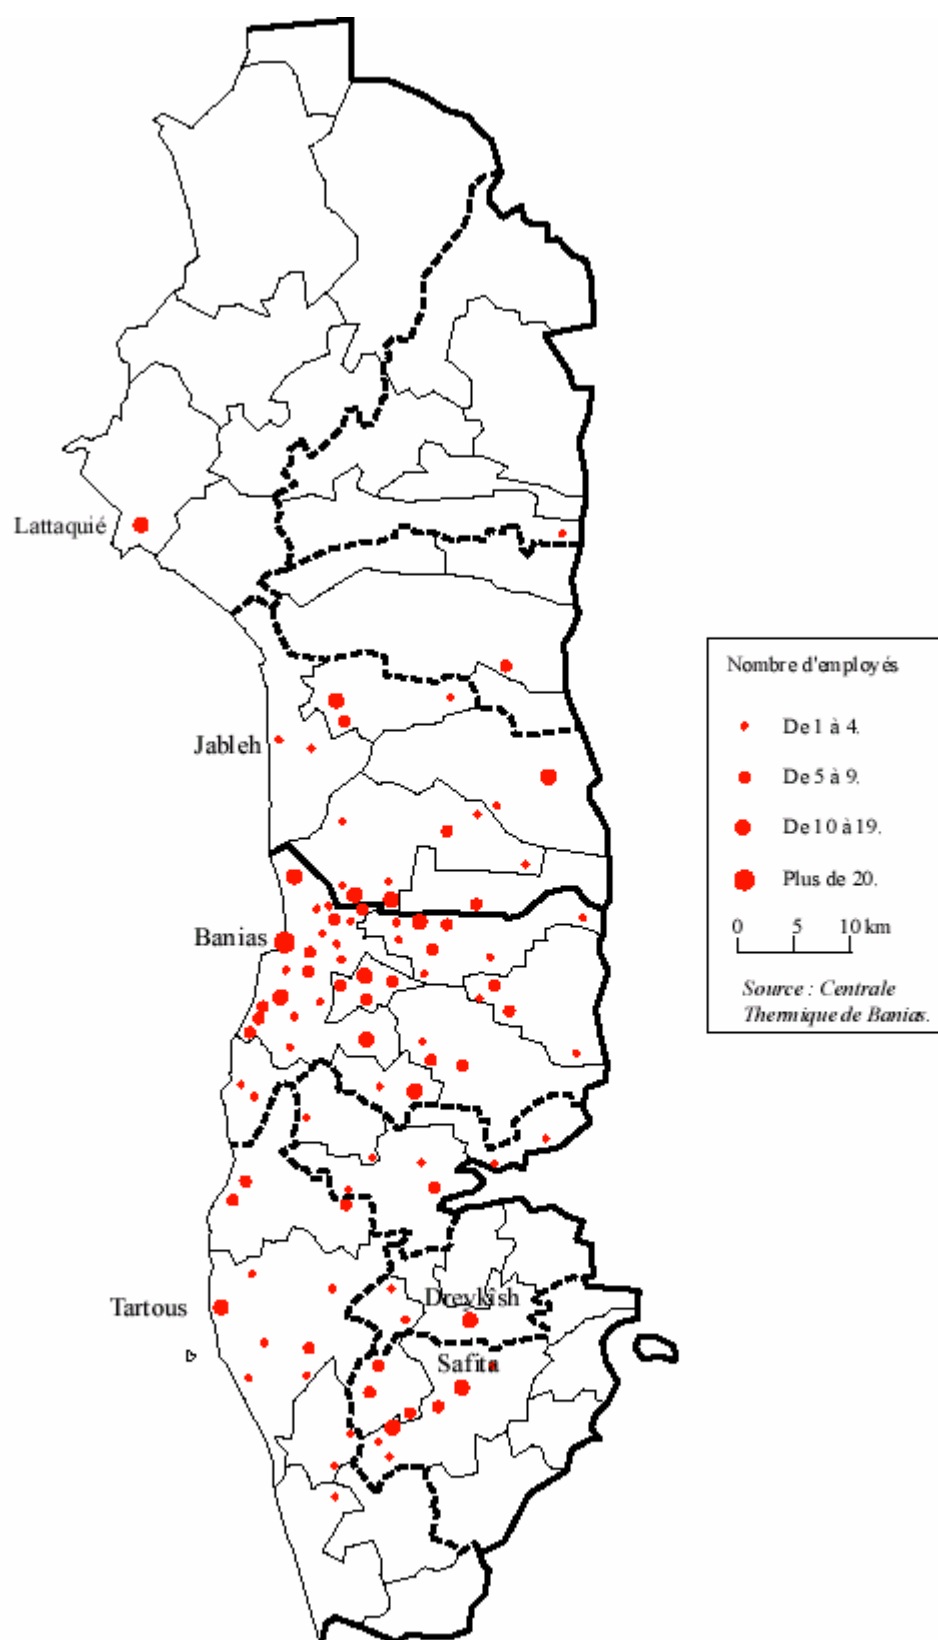 Lattaquié
Jableh
Banias
Tartous
Dreykish
Safita
Nombre d'employés
De 1 à 4.
De 5 à 9.
De 10 à 19.
Plus de 20.
0 5 10 km
Source : Centrale
Thermique de Banias.